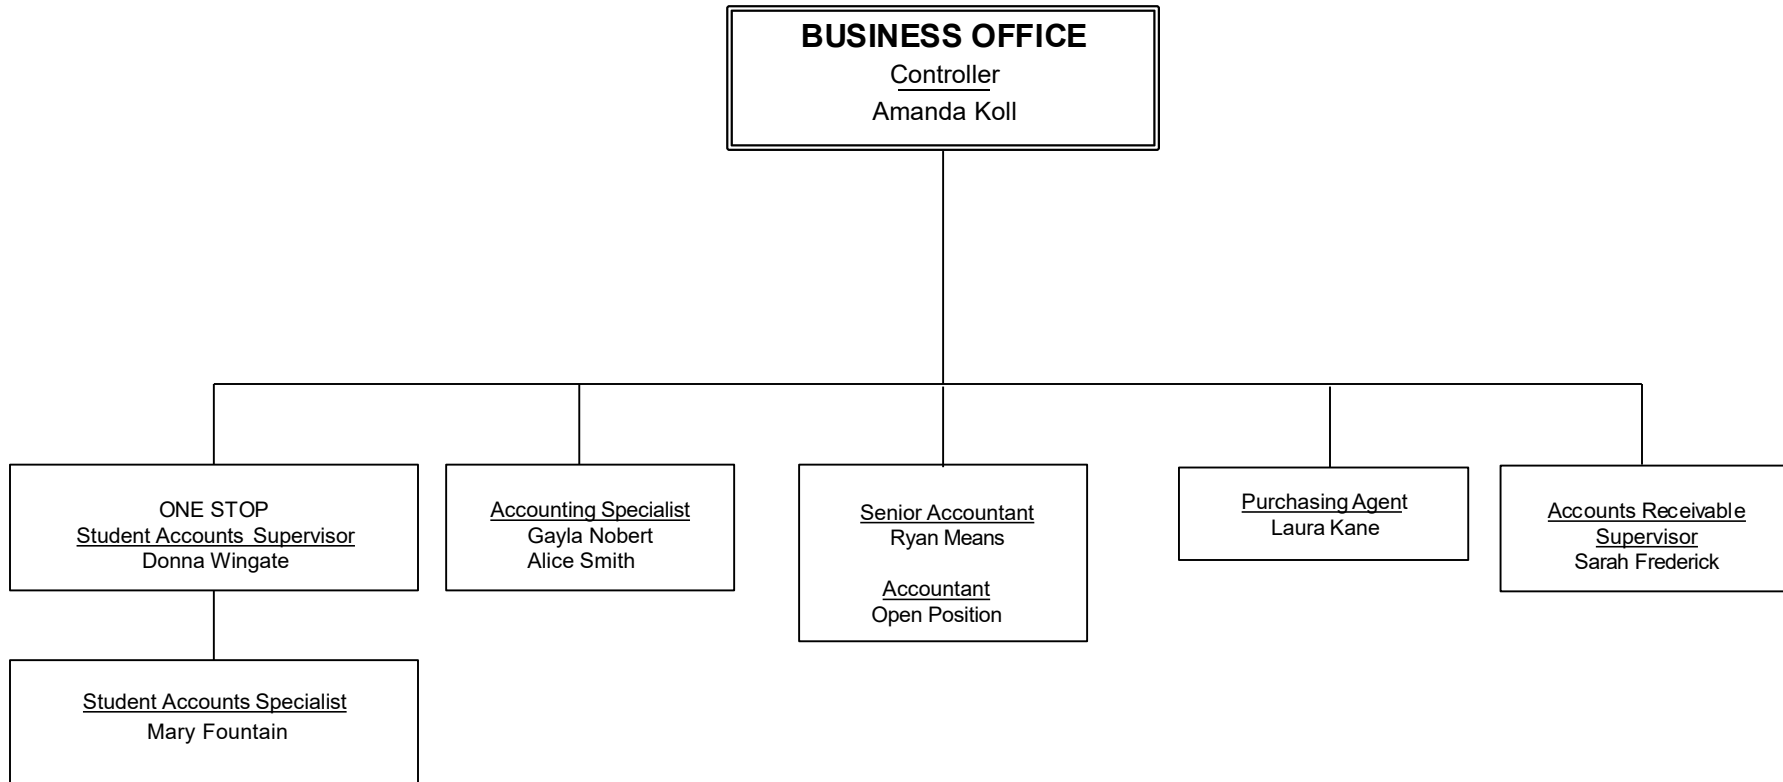 BUSINESS OFFICE
Controller
Amanda Koll
ONE STOP
Student Accounts Supervisor
Donna Wingate
Accounting Specialist
Gayla Nobert
Alice Smith
Senior Accountant
Ryan Means
Accountant
Open Position
Purchasing Agent
Laura Kane
Accounts Receivable
Supervisor
Sarah Frederick
Student Accounts Specialist
Mary Fountain